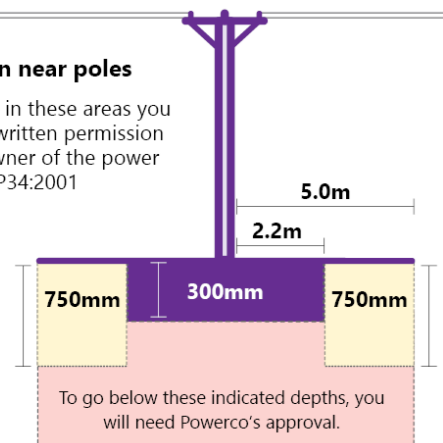 n near poles
in these areas you
written permission
wner of the power
P34:2001
5.0m
2.2m
750mm
300mm
750mm
To go below these indicated depths, you
will need Powerco's approval.